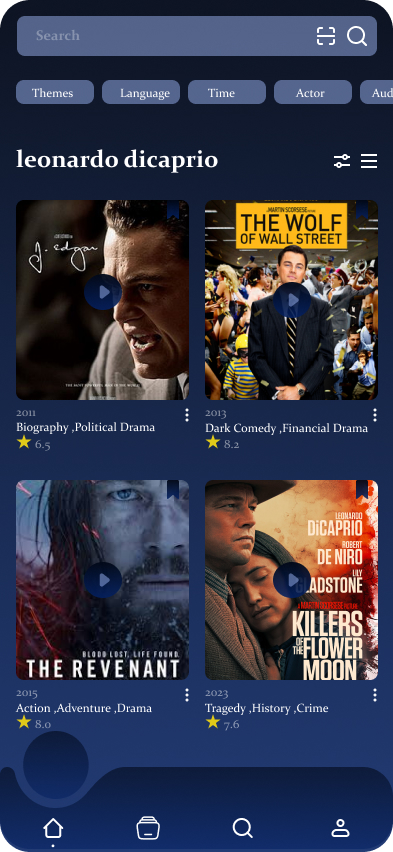 Search
Themes
Language
Time
Actor
Aud
leonardo dicaprio
J. Edgar
MARTIN SCORSESE
THE WOLF
OF WALL STREET
2011
Biography ,Political Drama
6.5
2013
Dark Comedy ,Financial Drama
8.2
BLOOD LOST. LIFE FOUND.
THE REVENANT
LEONARDO
DiCAPRIO
ROBERT
DE NIRO
LILY
GLADSTONE
KILLERS
OF THE FLOWER
MOON
2015
Action ,Adventure ,Drama
8.0
2023
Tragedy ,History ,Crime
7.6